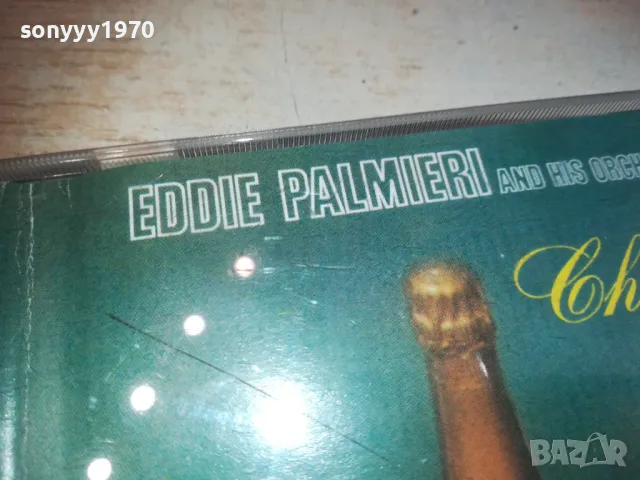 sonyyy1970
EDDIE PALMIERI AND HIS ORCH
Ch
BAZAR